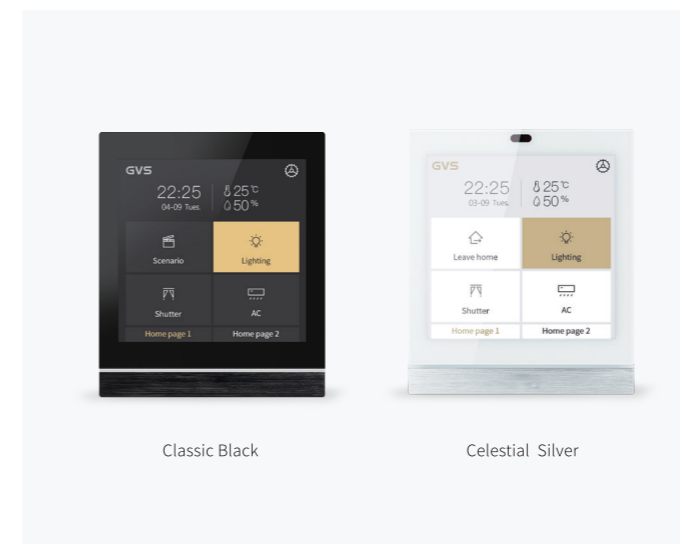 GVS
22:25
25℃
04-09 Tues.
50%
Scenario
Lighting
Shutter
AC
Home page 1
Home page 2
GVS
22:25
25℃
03-09 Tues.
50%
Leave home
Lighting
Shutter
AC
Home page 1
Home page 2
Classic Black
Celestial Silver